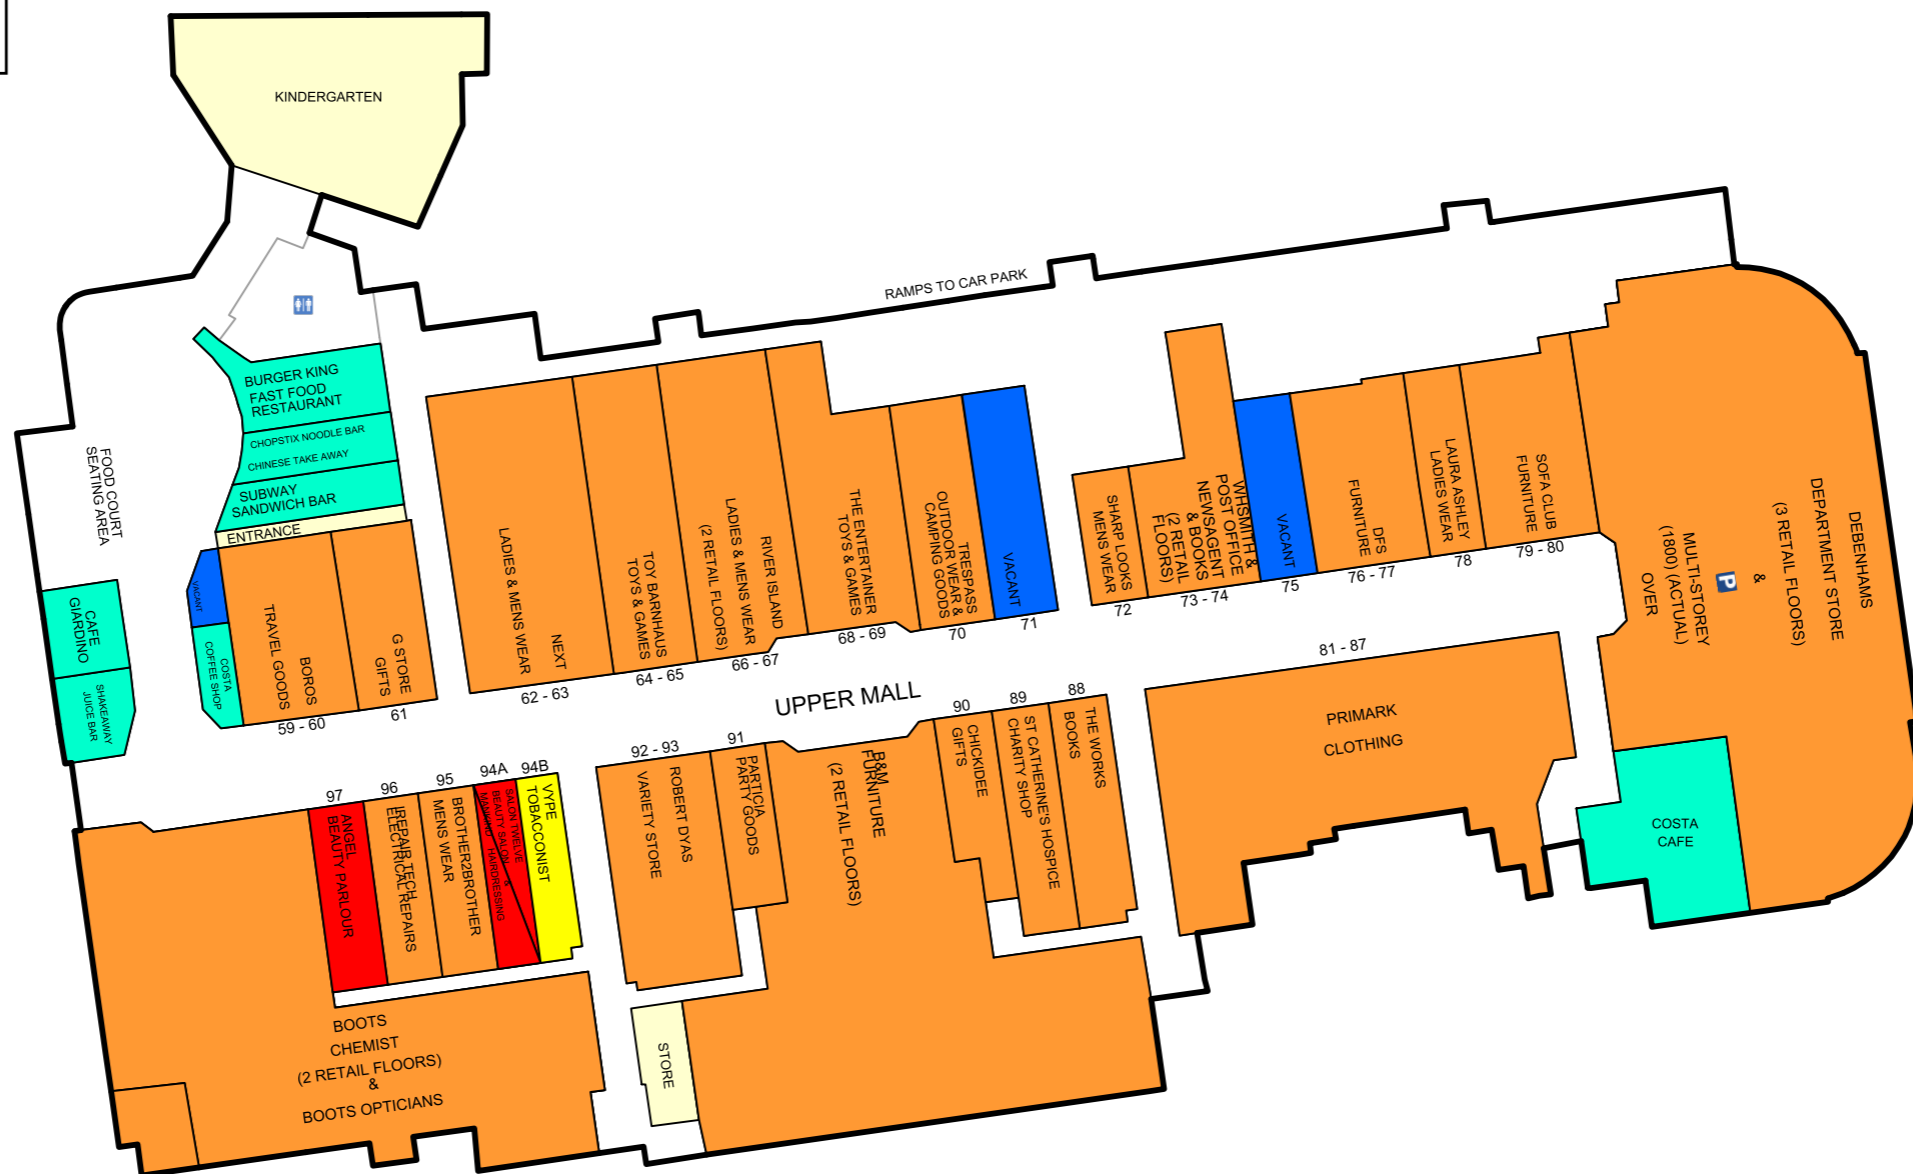 KINDERGARTEN
RAMPS TO CAR PARK
BURGER KING
FAST FOOD
RESTAURANT
CHOPSTIX NOODLE BAR
CHINESE TAKE AWAY
SUBWAY
SANDWICH BAR
ENTRANCE
FOOD COURT
SEATING AREA
CAFE
GIARDINO
SHAKEAWAY
JUICE BAR
VACANT
COSTA
COFFEE SHOP
BOROS
TRAVEL GOODS
59 - 60
G STORE
GIFTS
61
NEXT
LADIES & MENS WEAR
62 - 63
TOY BARNHAUS
TOYS & GAMES
64 - 65
RIVER ISLAND
LADIES & MENS WEAR
(2 RETAIL FLOORS)
66 - 67
THE ENTERTAINER
TOYS & GAMES
68 - 69
TRESPASS
OUTDOOR WEAR &
CAMPING GOODS
70
VACANT
71
SHARP LOOKS
MENS WEAR
72
WHSMITH &
POST OFFICE
NEWSAGENT
& BOOKS
(2 RETAIL
FLOORS)
73 - 74
VACANT
75
DFS
FURNITURE
76 - 77
LAURA ASHLEY
LADIES WEAR
78
SOFA CLUB
FURNITURE
79 - 80
DEBENHAMS
DEPARTMENT STORE
(3 RETAIL FLOORS)
&
P
MULTI-STOREY
(1800) (ACTUAL)
OVER
UPPER MALL
81 - 87
PRIMARK
CLOTHING
COSTA
CAFE
88
THE WORKS
BOOKS
89
ST CATHERINE'S HOSPICE
CHARITY SHOP
90
CHICKIDEE
GIFTS
B&M
FURNITURE
(2 RETAIL FLOORS)
91
PARTICIA
PARTY GOODS
92 - 93
ROBERT DYAS
VARIETY STORE
94B
VYPE
TOBACCONIST
94A
SALON TWELVE
BEAUTY SALON &
MANKIND HAIRDRESSING
95
BROTHER2BROTHER
MENS WEAR
96
IREPAIR TECH
ELECTRICAL REPAIRS
97
ANGEL
BEAUTY PARLOUR
BOOTS
CHEMIST
(2 RETAIL FLOORS)
&
BOOTS OPTICIANS
STORE